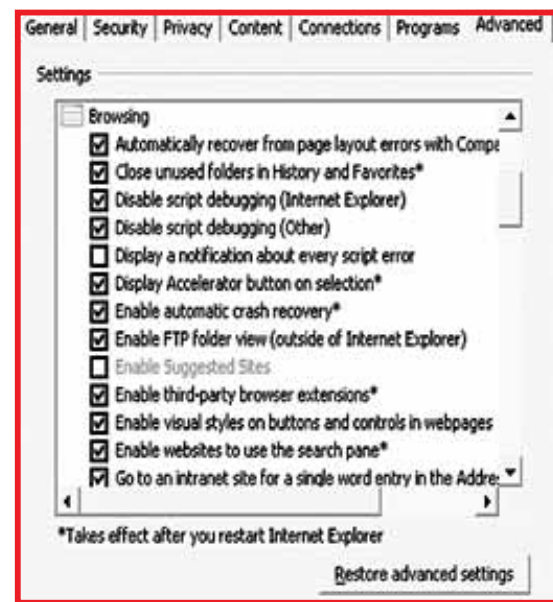 General Security Privacy Content Connections Programs Advanced
Settings
Browsing
Automatically recover from page layout errors with Compa
Close unused folders in History and Favorites*
Disable script debugging (Internet Explorer)
Disable script debugging (Other)
Display a notification about every script error
Display Accelerator button on selection*
Enable automatic crash recovery*
Enable FTP folder view (outside of Internet Explorer)
Enable Suggested Sites
Enable third-party browser extensions*
Enable visual styles on buttons and controls in webpages
Enable websites to use the search pane*
Go to an intranet site for a single word entry in the Addre
*Takes effect after you restart Internet Explorer
Restore advanced settings